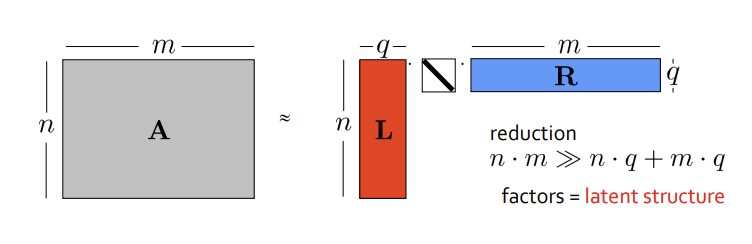 m
n
A
≈
q
n
L
·
·
m
R
q
reduction
n · m ≫ n · q + m · q
factors = latent structure